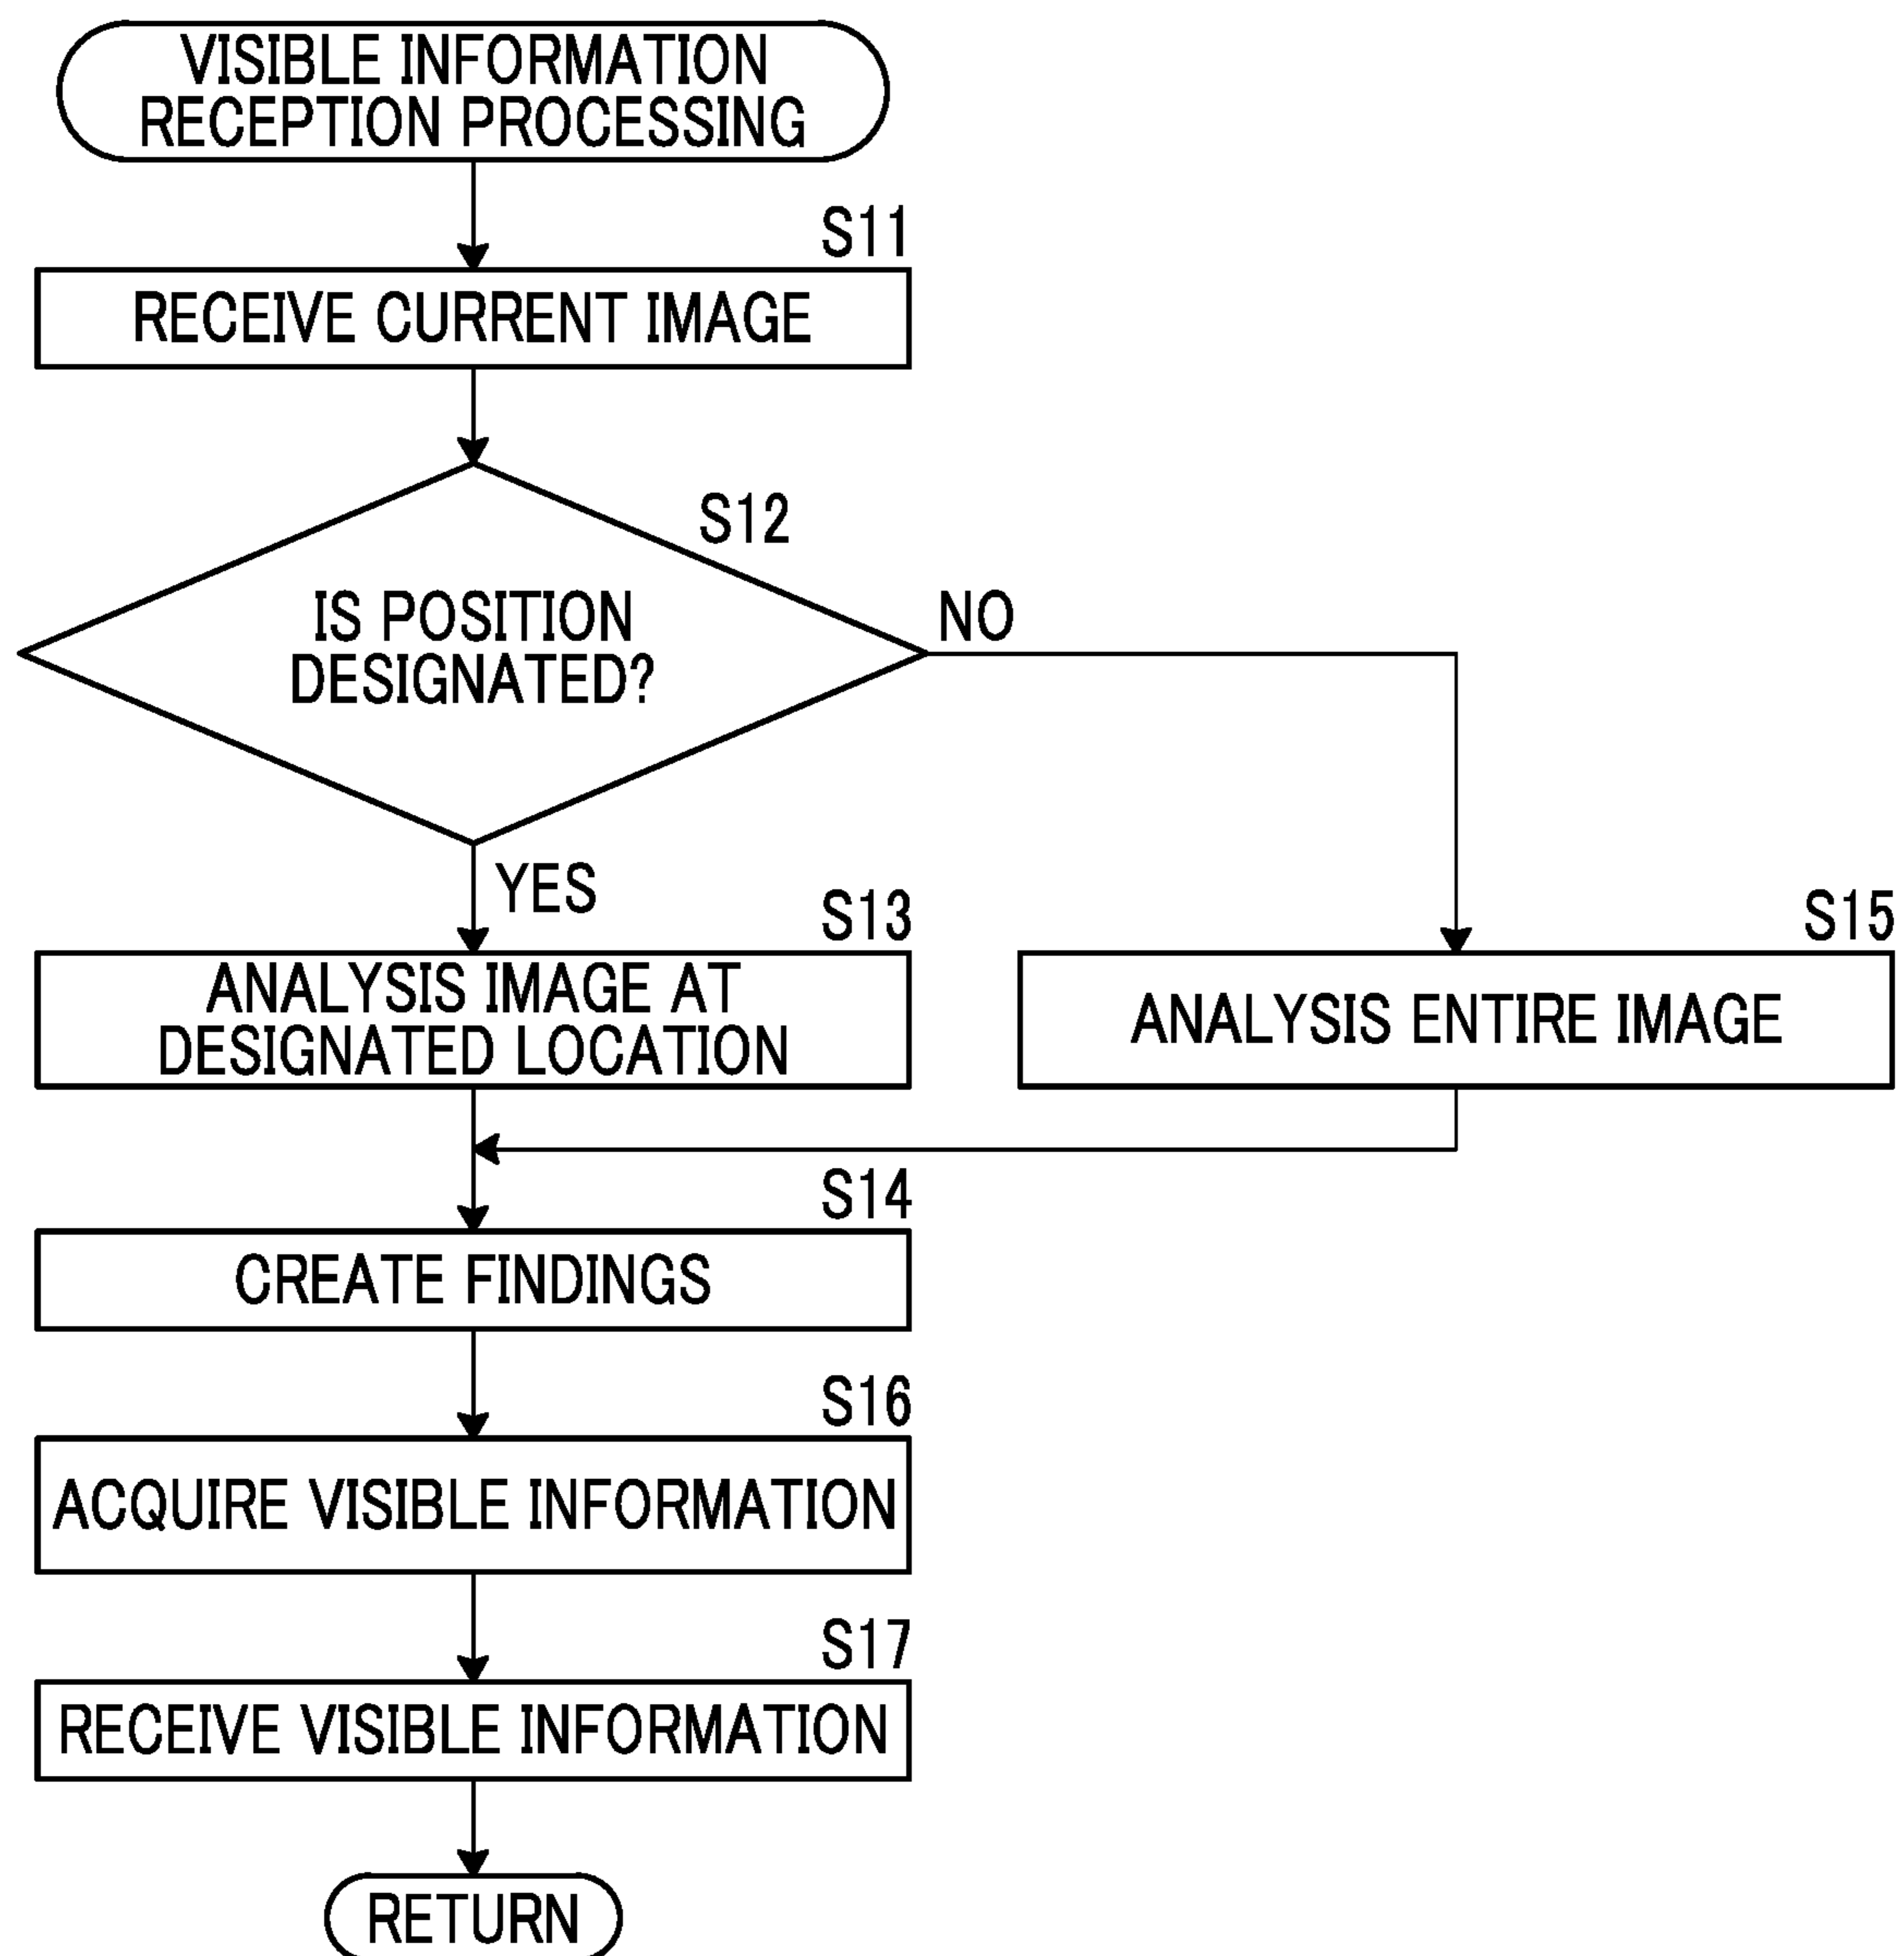 VISIBLE INFORMATION
RECEPTION PROCESSING
S11
RECEIVE CURRENT IMAGE
S12
IS POSITION
DESIGNATED?
NO
YES
S13
ANALYSIS IMAGE AT
DESIGNATED LOCATION
S15
ANALYSIS ENTIRE IMAGE
S14
CREATE FINDINGS
S16
ACQUIRE VISIBLE INFORMATION
S17
RECEIVE VISIBLE INFORMATION
RETURN